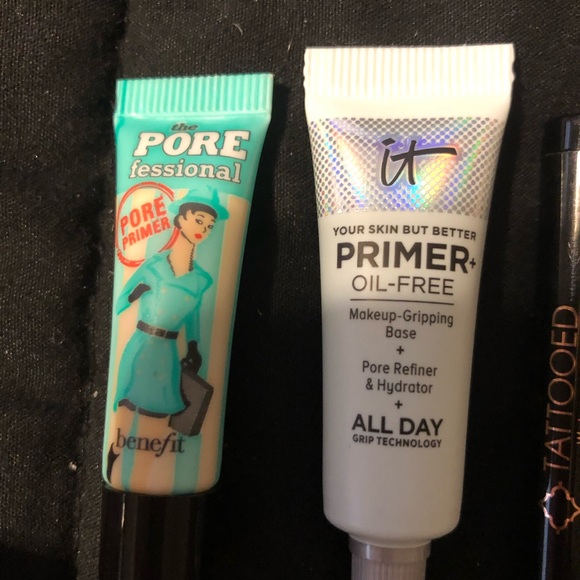 the
PORE
fessional
PORE
PRIMER
benefit
it
YOUR SKIN BUT BETTER
PRIMER+
OIL-FREE
Makeup-Gripping
Base
+
Pore Refiner
& Hydrator
+
ALL DAY
GRIP TECHNOLOGY
TATTOOED